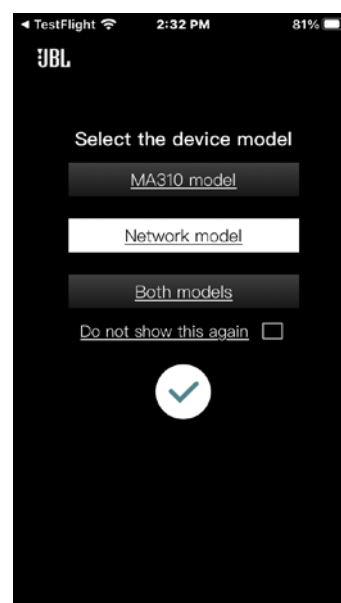 ◀ TestFlight 2:32 PM 81%
JBL
Select the device model
MA310 model
Network model
Both models
Do not show this again